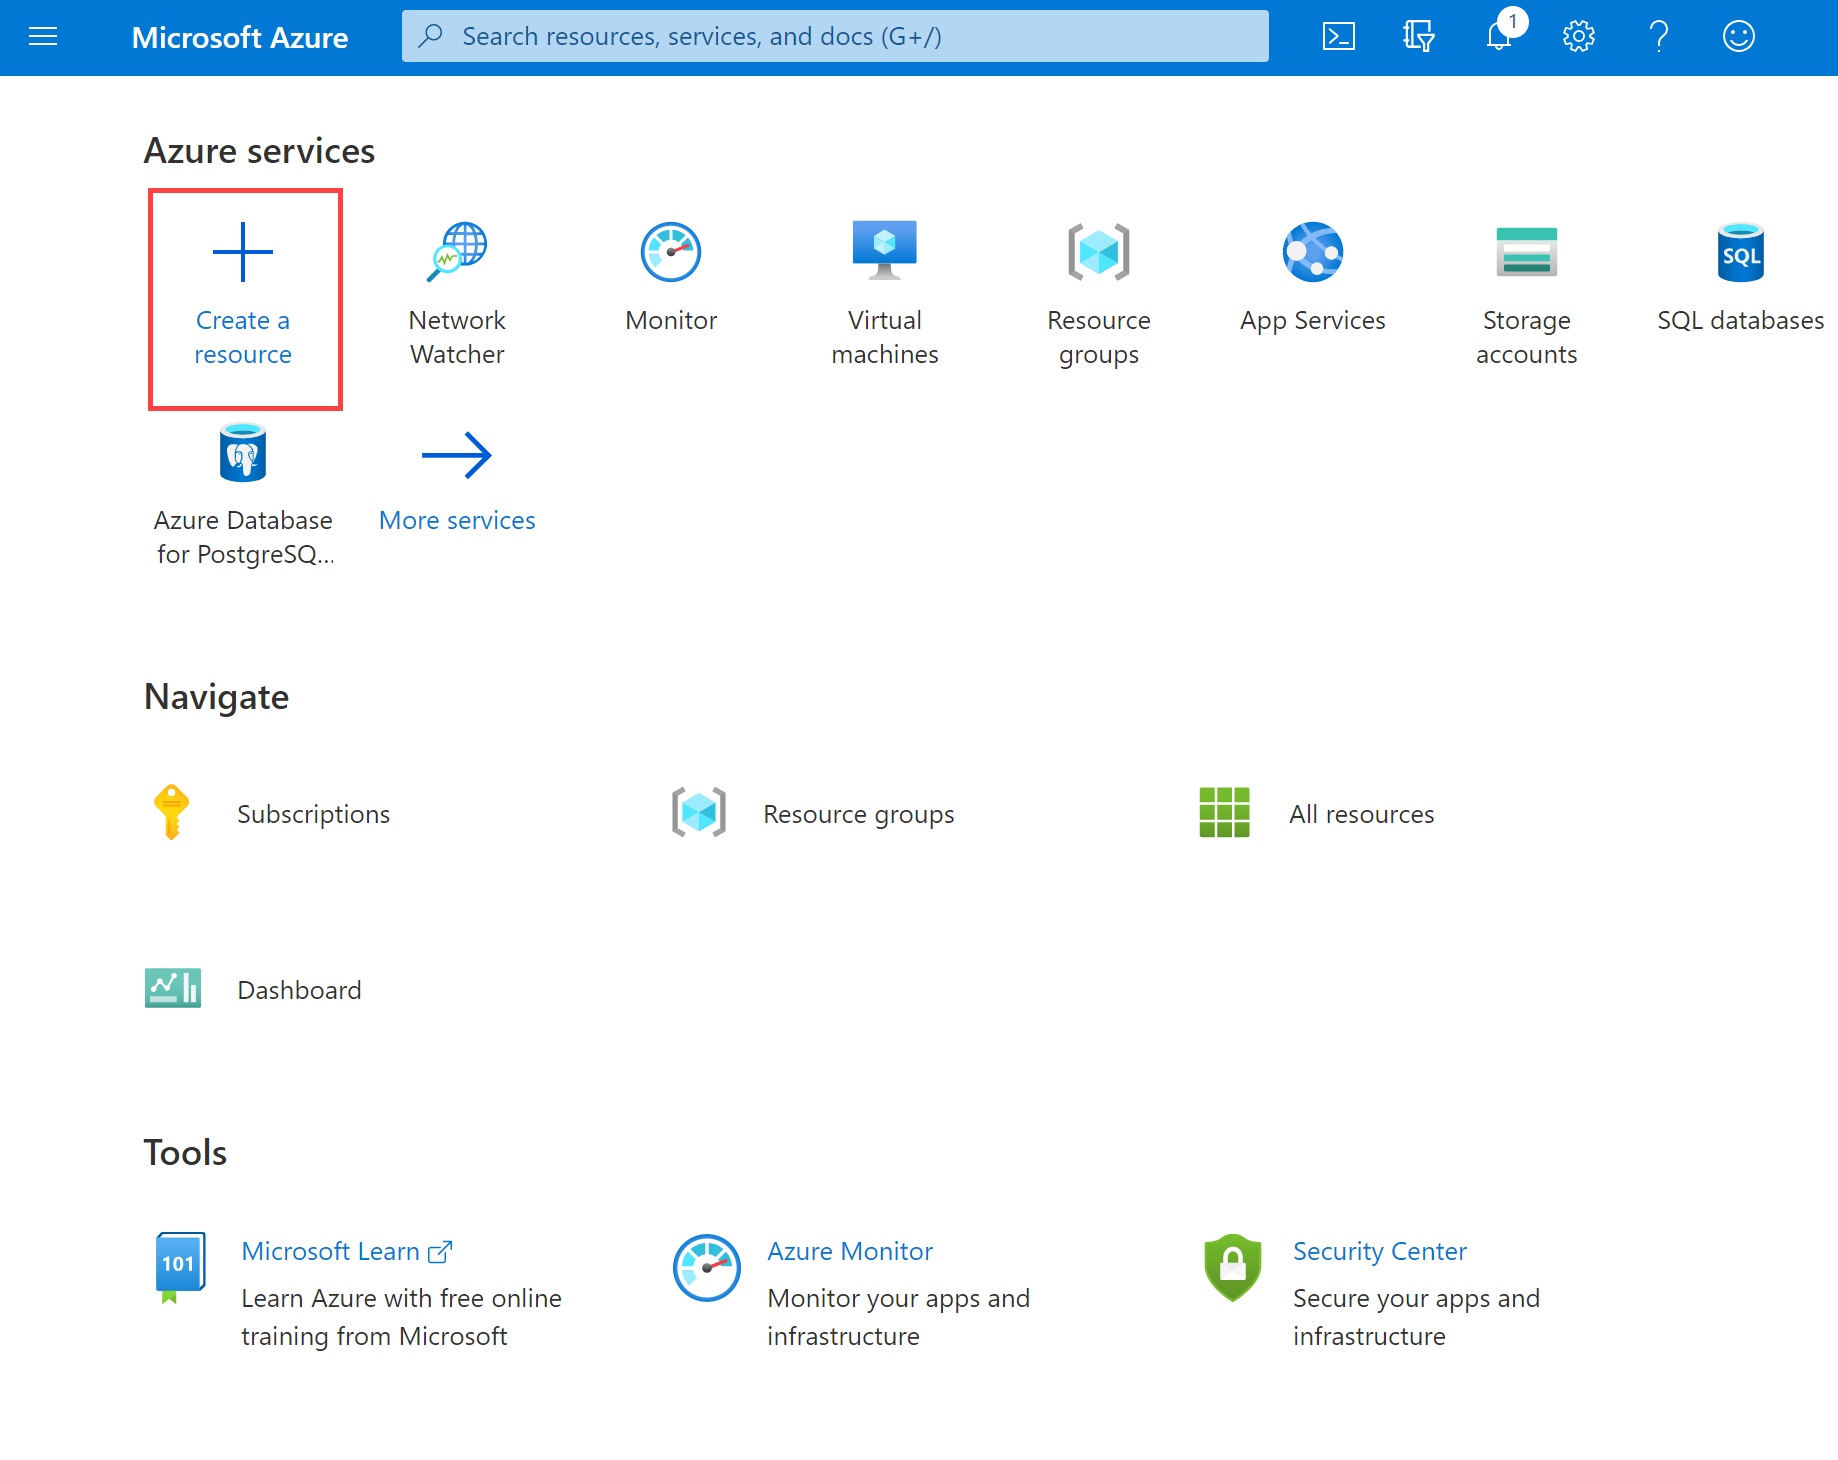 Microsoft Azure
Search resources, services, and docs (G+/)
1
Azure services
Create a
resource
Network
Watcher
Monitor
Virtual
machines
Resource
groups
App Services
Storage
accounts
SQL
SQL databases
Azure Database
for PostgreSQ...
More services
Navigate
Subscriptions
Resource groups
All resources
Dashboard
Tools
101
Microsoft Learn
Learn Azure with free online
training from Microsoft
Azure Monitor
Monitor your apps and
infrastructure
Security Center
Secure your apps and
infrastructure